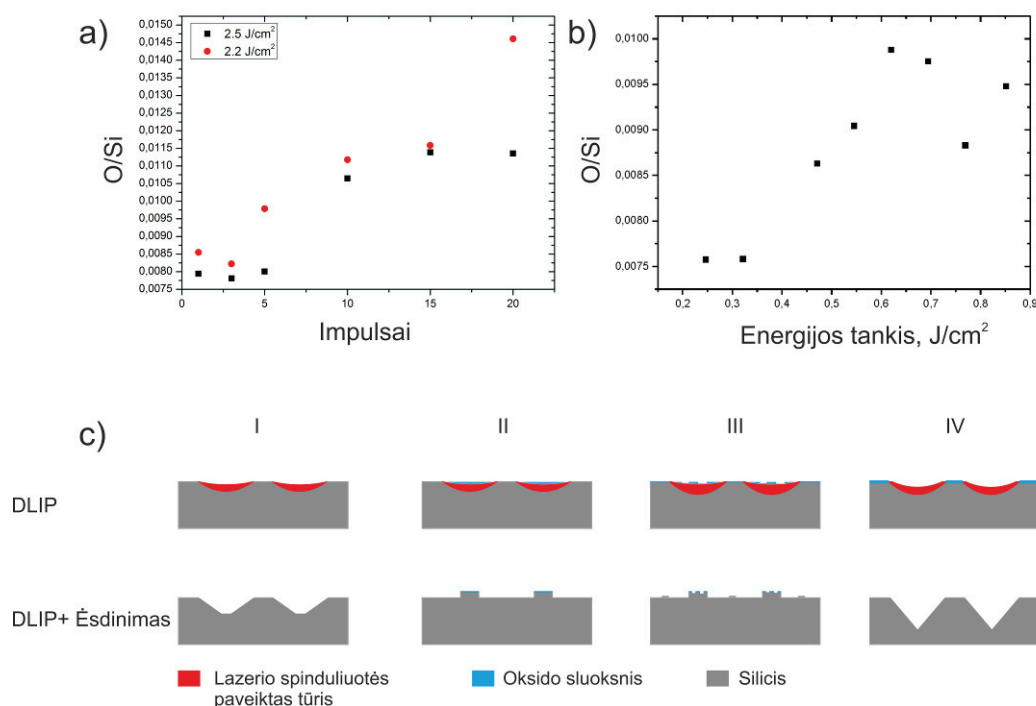 a)
2.5 J/cm²
2.2 J/cm²
0,0150
0,0145
0,0140
0,0135
0,0130
0,0125
0,0120
0,0115
0,0110
0,0105
0,0100
0,0095
0,0090
0,0085
0,0080
0,0075
O/Si
0 5 10 15 20
Impulsai
b)
0,0100
0,0095
0,0090
0,0085
0,0080
0,0075
O/Si
0,2 0,3 0,4 0,5 0,6 0,7 0,8 0,9
Energijos tankis, J/cm²
c)
I II III IV
DLIP
DLIP+ Ėsdinimas
Lazerio spinduliuotės
paveiktas tūris
Oksido sluoksnis
Silicis